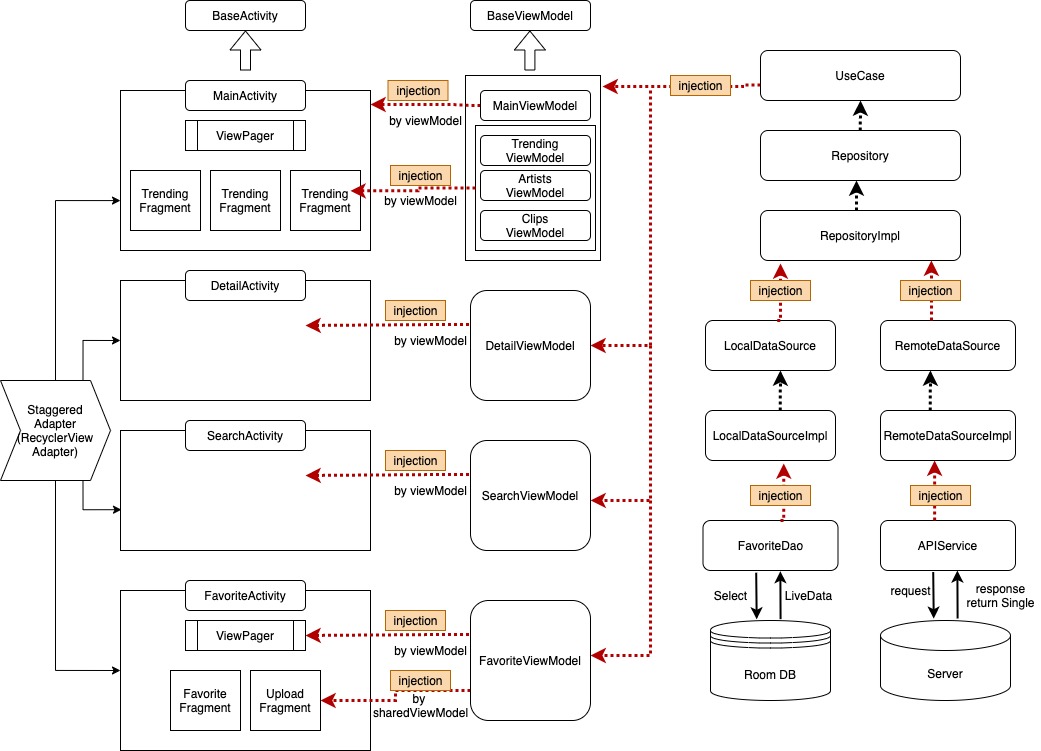 BaseActivity
BaseViewModel
MainActivity
ViewPager
Trending
Fragment
Trending
Fragment
Trending
Fragment
injection
by viewModel
injection
by viewModel
MainViewModel
Trending
ViewModel
Artists
ViewModel
Clips
ViewModel
injection
UseCase
Repository
RepositoryImpl
injection
injection
LocalDataSource
RemoteDataSource
LocalDataSourceImpl
RemoteDataSourceImpl
injection
injection
FavoriteDao
APIService
Select
LiveData
request
response
return Single
Room DB
Server
DetailActivity
injection
by viewModel
DetailViewModel
Staggered
Adapter
(RecyclerView
Adapter)
SearchActivity
injection
by viewModel
SearchViewModel
FavoriteActivity
ViewPager
Favorite
Fragment
Upload
Fragment
injection
by viewModel
injection
by
sharedViewModel
FavoriteViewModel